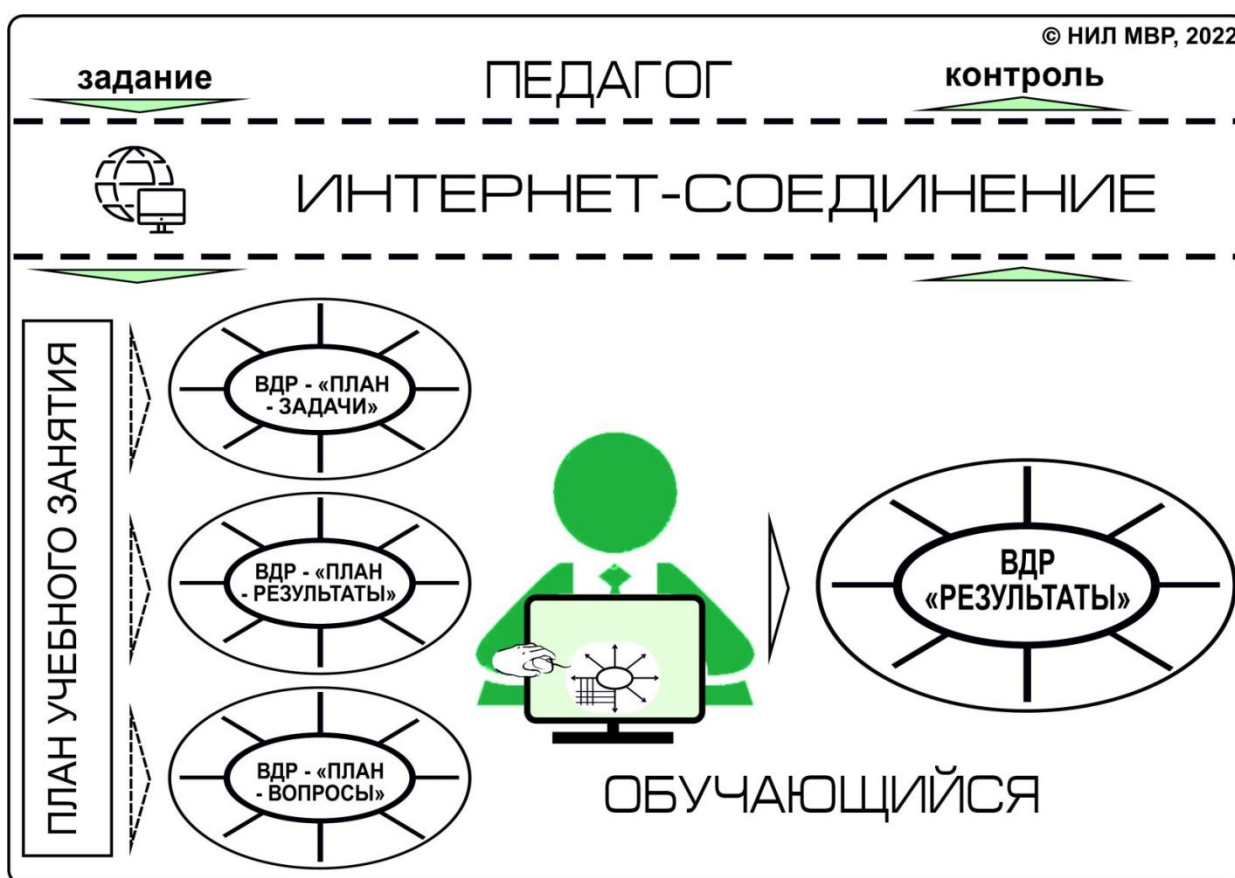 © НИЛ МВР, 2022
задание
ПЕДАГОГ
контроль
ИНТЕРНЕТ-СОЕДИНЕНИЕ
ПЛАН УЧЕБНОГО ЗАНЯТИЯ
ВДР - «ПЛАН
- ЗАДАЧИ»
ВДР - «ПЛАН
- РЕЗУЛЬТАТЫ»
ВДР - «ПЛАН
- ВОПРОСЫ»
ВДР
«РЕЗУЛЬТАТЫ»
ОБУЧАЮЩИЙСЯ